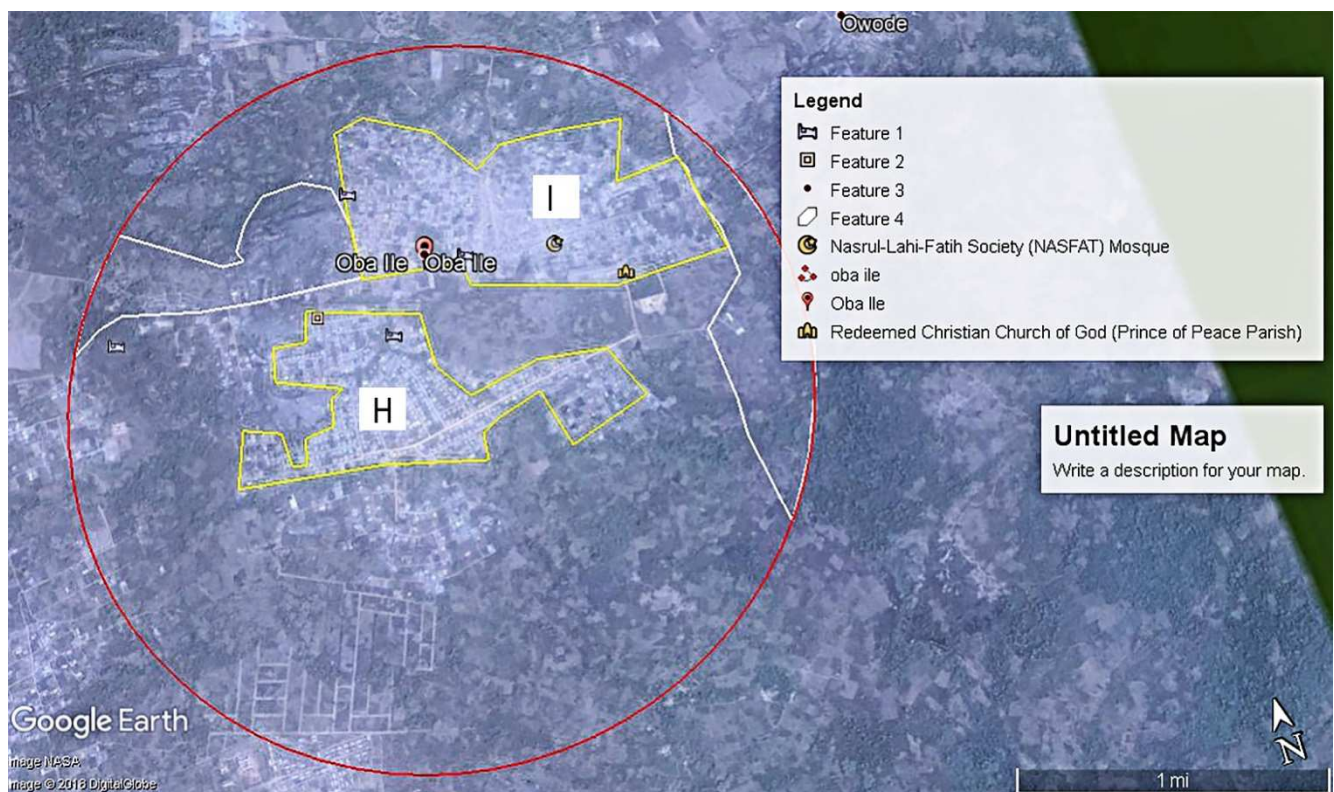 Owode
Legend
Feature 1
Feature 2
Feature 3
Feature 4
Nasrul-Lahi-Fatih Society (NASFAT) Mosque
oba ile
Oba Ile
Redeemed Christian Church of God (Prince of Peace Parish)
I
Oba Ile Oba Ile
H
Untitled Map
Write a description for your map.
Google Earth
mage NASA
mage © 2018 DigitalGlobe
N
1 mi